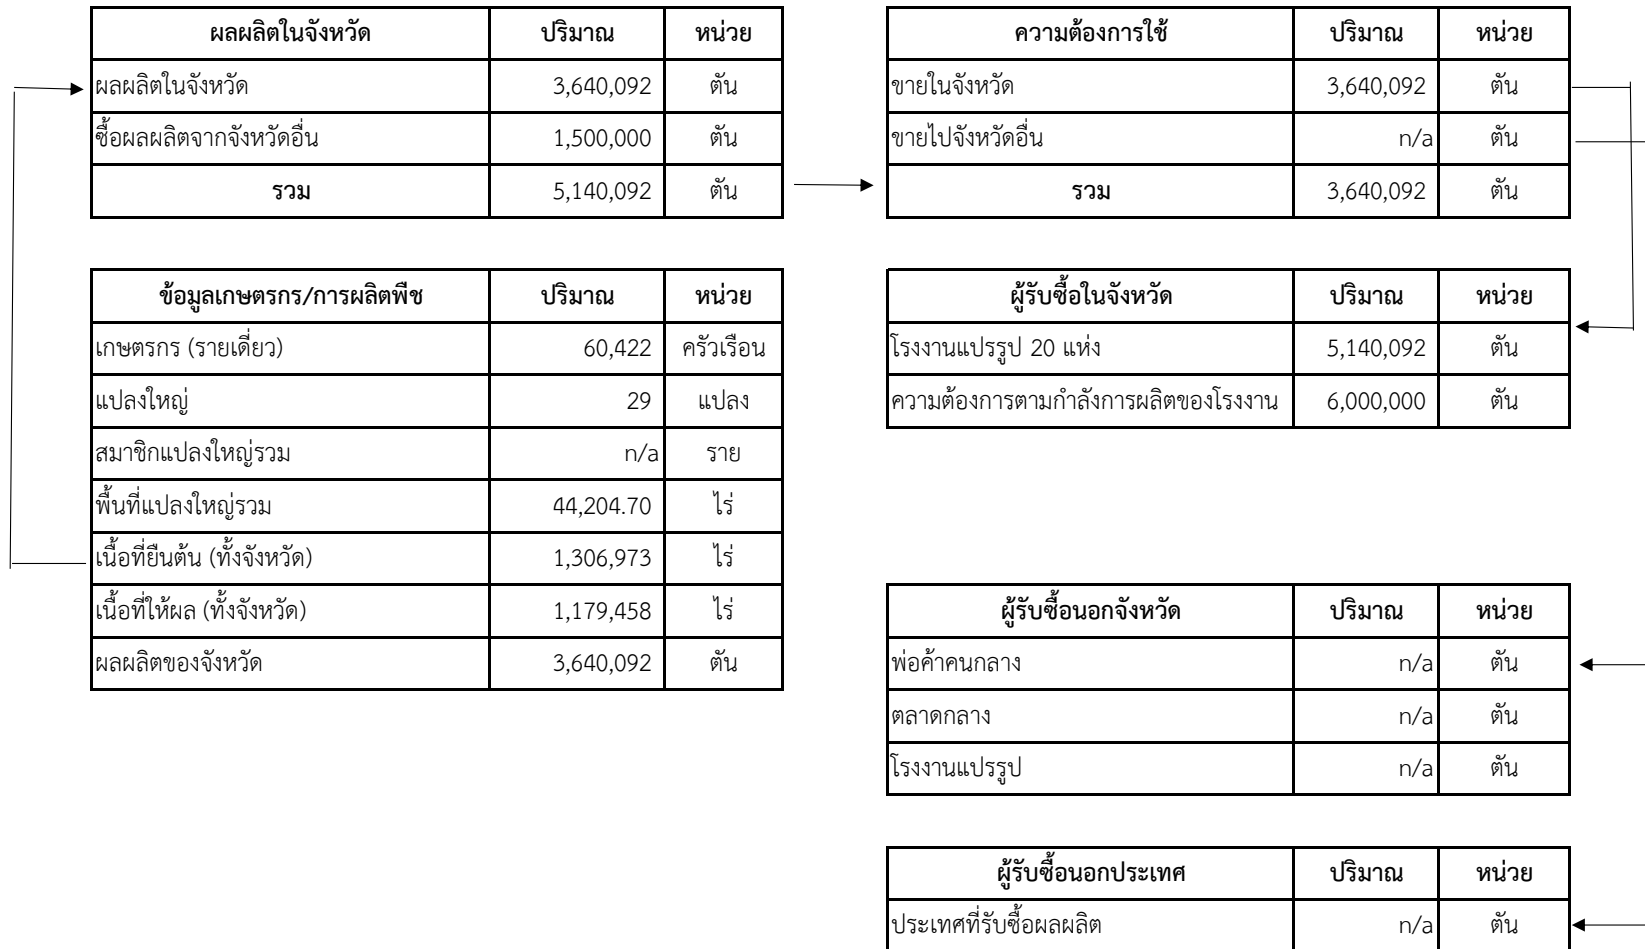 ผลผลิตในจังหวัด ปริมาณ หน่วย
ผลผลิตในจังหวัด 3,640,092 ตัน
ซื้อผลผลิตจากจังหวัดอื่น 1,500,000 ตัน
รวม 5,140,092 ตัน
ความต้องการใช้ ปริมาณ หน่วย
ขายในจังหวัด 3,640,092 ตัน
ขายไปจังหวัดอื่น n/a ตัน
รวม 3,640,092 ตัน
ข้อมูลเกษตรกร/การผลิตพืช ปริมาณ หน่วย
เกษตรกร (รายเดี่ยว) 60,422 ครัวเรือน
แปลงใหญ่ 29 แปลง
สมาชิกแปลงใหญ่รวม n/a ราย
พื้นที่แปลงใหญ่รวม 44,204.70 ไร่
เนื้อที่ยืนต้น (ทั้งจังหวัด) 1,306,973 ไร่
เนื้อที่ให้ผล (ทั้งจังหวัด) 1,179,458 ไร่
ผลผลิตของจังหวัด 3,640,092 ตัน
ผู้รับซื้อในจังหวัด ปริมาณ หน่วย
โรงงานแปรรูป 20 แห่ง 5,140,092 ตัน
ความต้องการตามกำลังการผลิตของโรงงาน 6,000,000 ตัน
ผู้รับซื้อนอกจังหวัด ปริมาณ หน่วย
พ่อค้าคนกลาง n/a ตัน
ตลาดกลาง n/a ตัน
โรงงานแปรรูป n/a ตัน
ผู้รับซื้อนอกประเทศ ปริมาณ หน่วย
ประเทศที่รับซื้อผลผลิต n/a ตัน